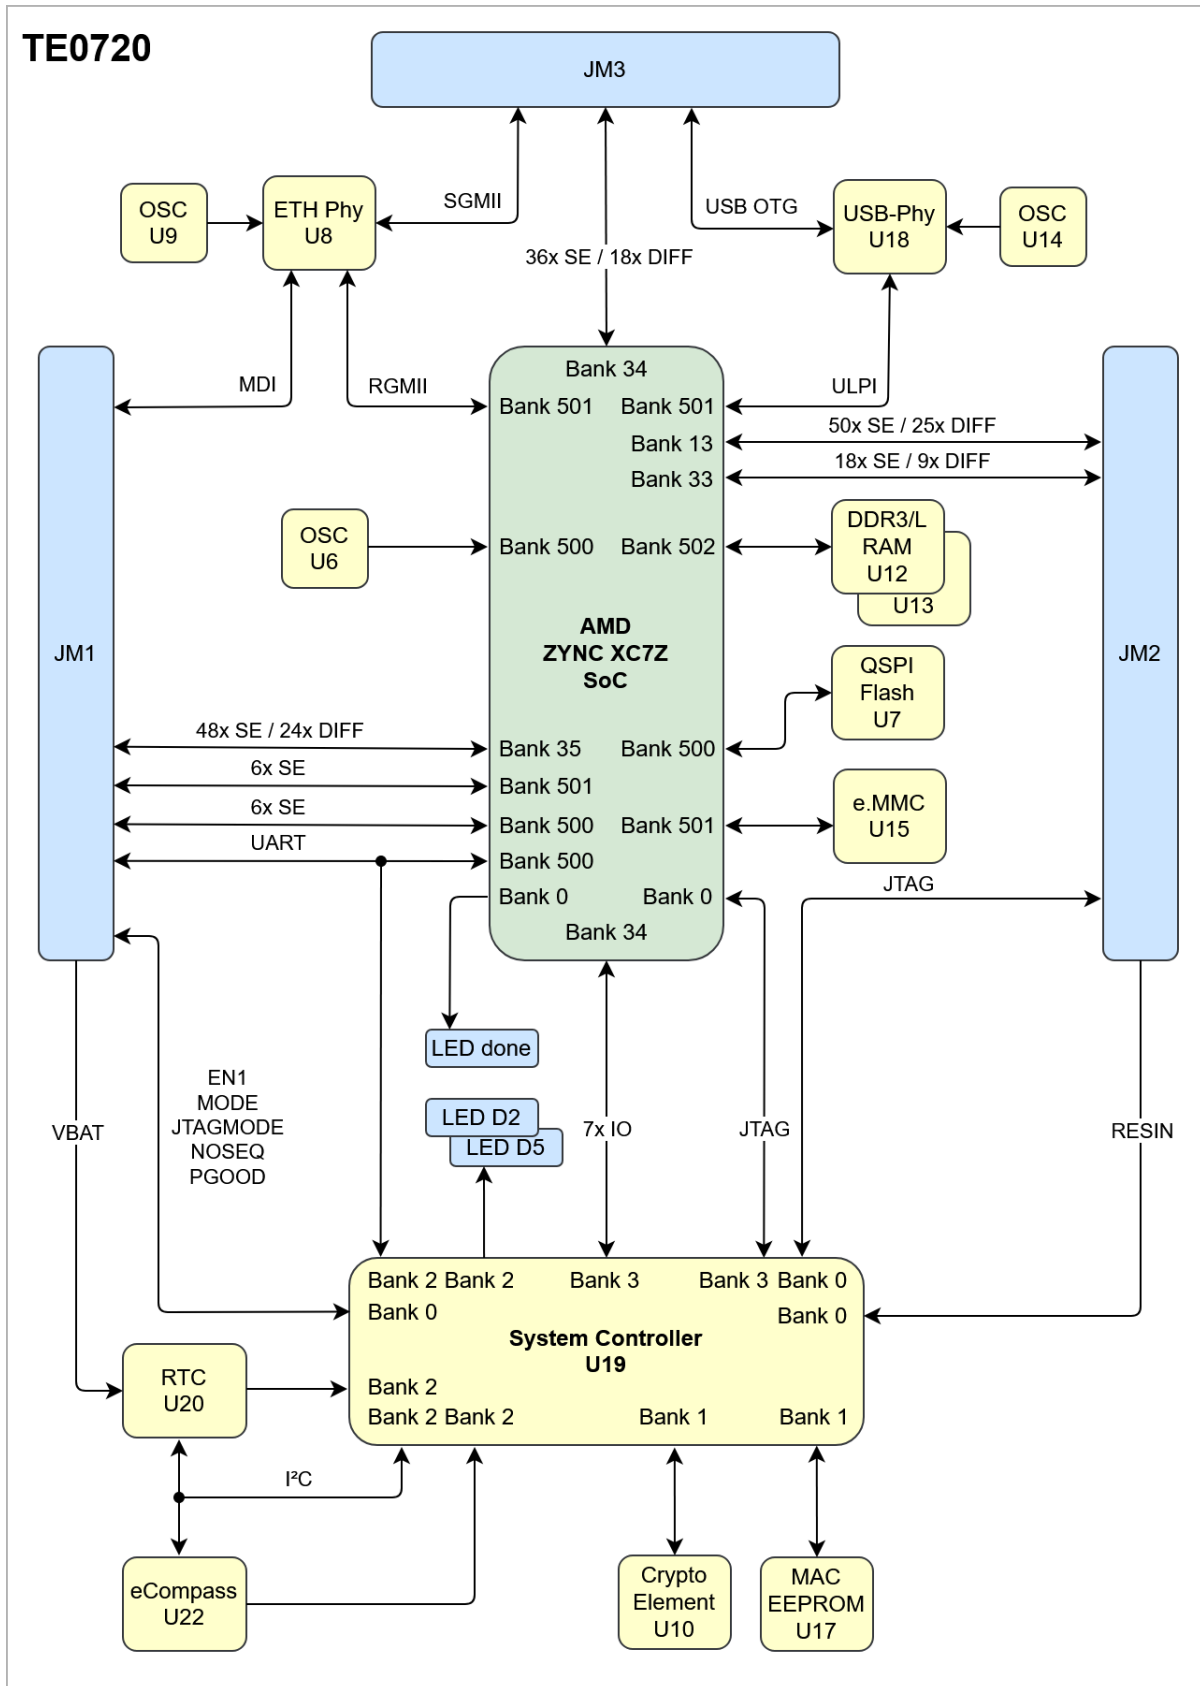 TE0720
JM3
OSC
U9
ETH Phy
U8
SGMII
USB OTG
USB-Phy
U18
OSC
U14
36x SE / 18x DIFF
MDI
RGMII
ULPI
Bank 34
Bank 501
Bank 501
50x SE / 25x DIFF
Bank 13
18x SE / 9x DIFF
Bank 33
OSC
U6
Bank 500
Bank 502
DDR3/L
RAM
U12
U13
AMD
ZYNC XC7Z
SoC
JM1
JM2
QSPI
Flash
U7
48x SE / 24x DIFF
Bank 35
Bank 500
6x SE
Bank 501
6x SE
Bank 500
Bank 501
e.MMC
U15
UART
Bank 500
Bank 0
Bank 0
JTAG
Bank 34
LED done
EN1
MODE
JTAGMODE
NOSEQ
PGOOD
VBAT
LED D2
LED D5
7x IO
JTAG
RESIN
Bank 2 Bank 2
Bank 3
Bank 3 Bank 0
Bank 0
Bank 0
System Controller
U19
RTC
U20
Bank 2
Bank 2 Bank 2
Bank 1
Bank 1
I²C
eCompass
U22
Crypto
Element
U10
MAC
EEPROM
U17